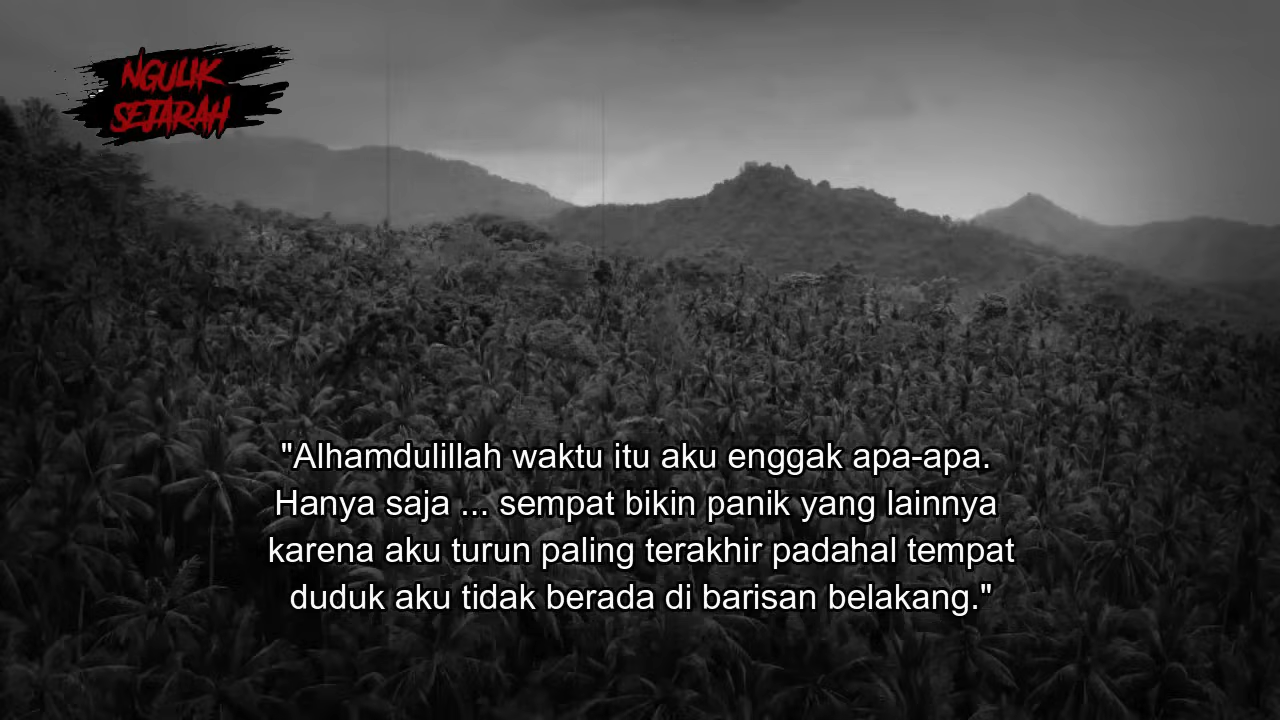 NGULIK
SEJARAH
"Alhamdulillah waktu itu aku enggak apa-apa.
Hanya saja ... sempat bikin panik yang lainnya
karena aku turun paling terakhir padahal tempat
duduk aku tidak berada di barisan belakang."